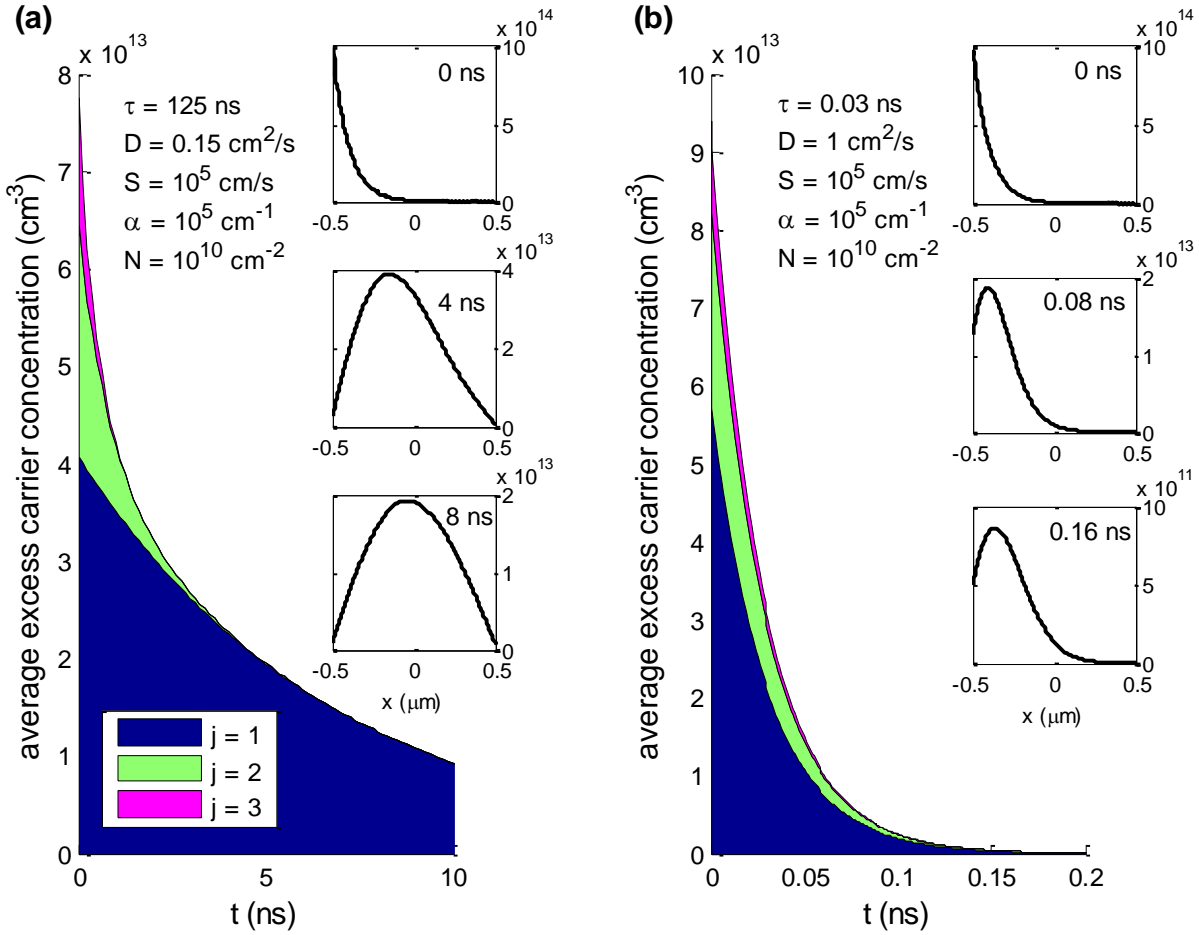 (a)
x 10^13
average excess carrier concentration (cm^-3)
8
7
6
5
4
3
2
1
0
τ = 125 ns
D = 0.15 cm^2/s
S = 10^5 cm/s
α = 10^5 cm^-1
N = 10^10 cm^-2
x 10^14
10
5
0
0 ns
-0.5 0 0.5
x 10^13
4
2
0
4 ns
-0.5 0 0.5
x 10^13
2
1
0
8 ns
-0.5 0 0.5
x (μm)
j = 1
j = 2
j = 3
0 5 10
t (ns)
(b)
x 10^13
average excess carrier concentration (cm^-3)
10
9
8
7
6
5
4
3
2
1
0
τ = 0.03 ns
D = 1 cm^2/s
S = 10^5 cm/s
α = 10^5 cm^-1
N = 10^10 cm^-2
x 10^14
10
5
0
0 ns
-0.5 0 0.5
x 10^13
2
1
0
0.08 ns
-0.5 0 0.5
x 10^11
10
5
0
0.16 ns
-0.5 0 0.5
x (μm)
0 0.05 0.1 0.15 0.2
t (ns)